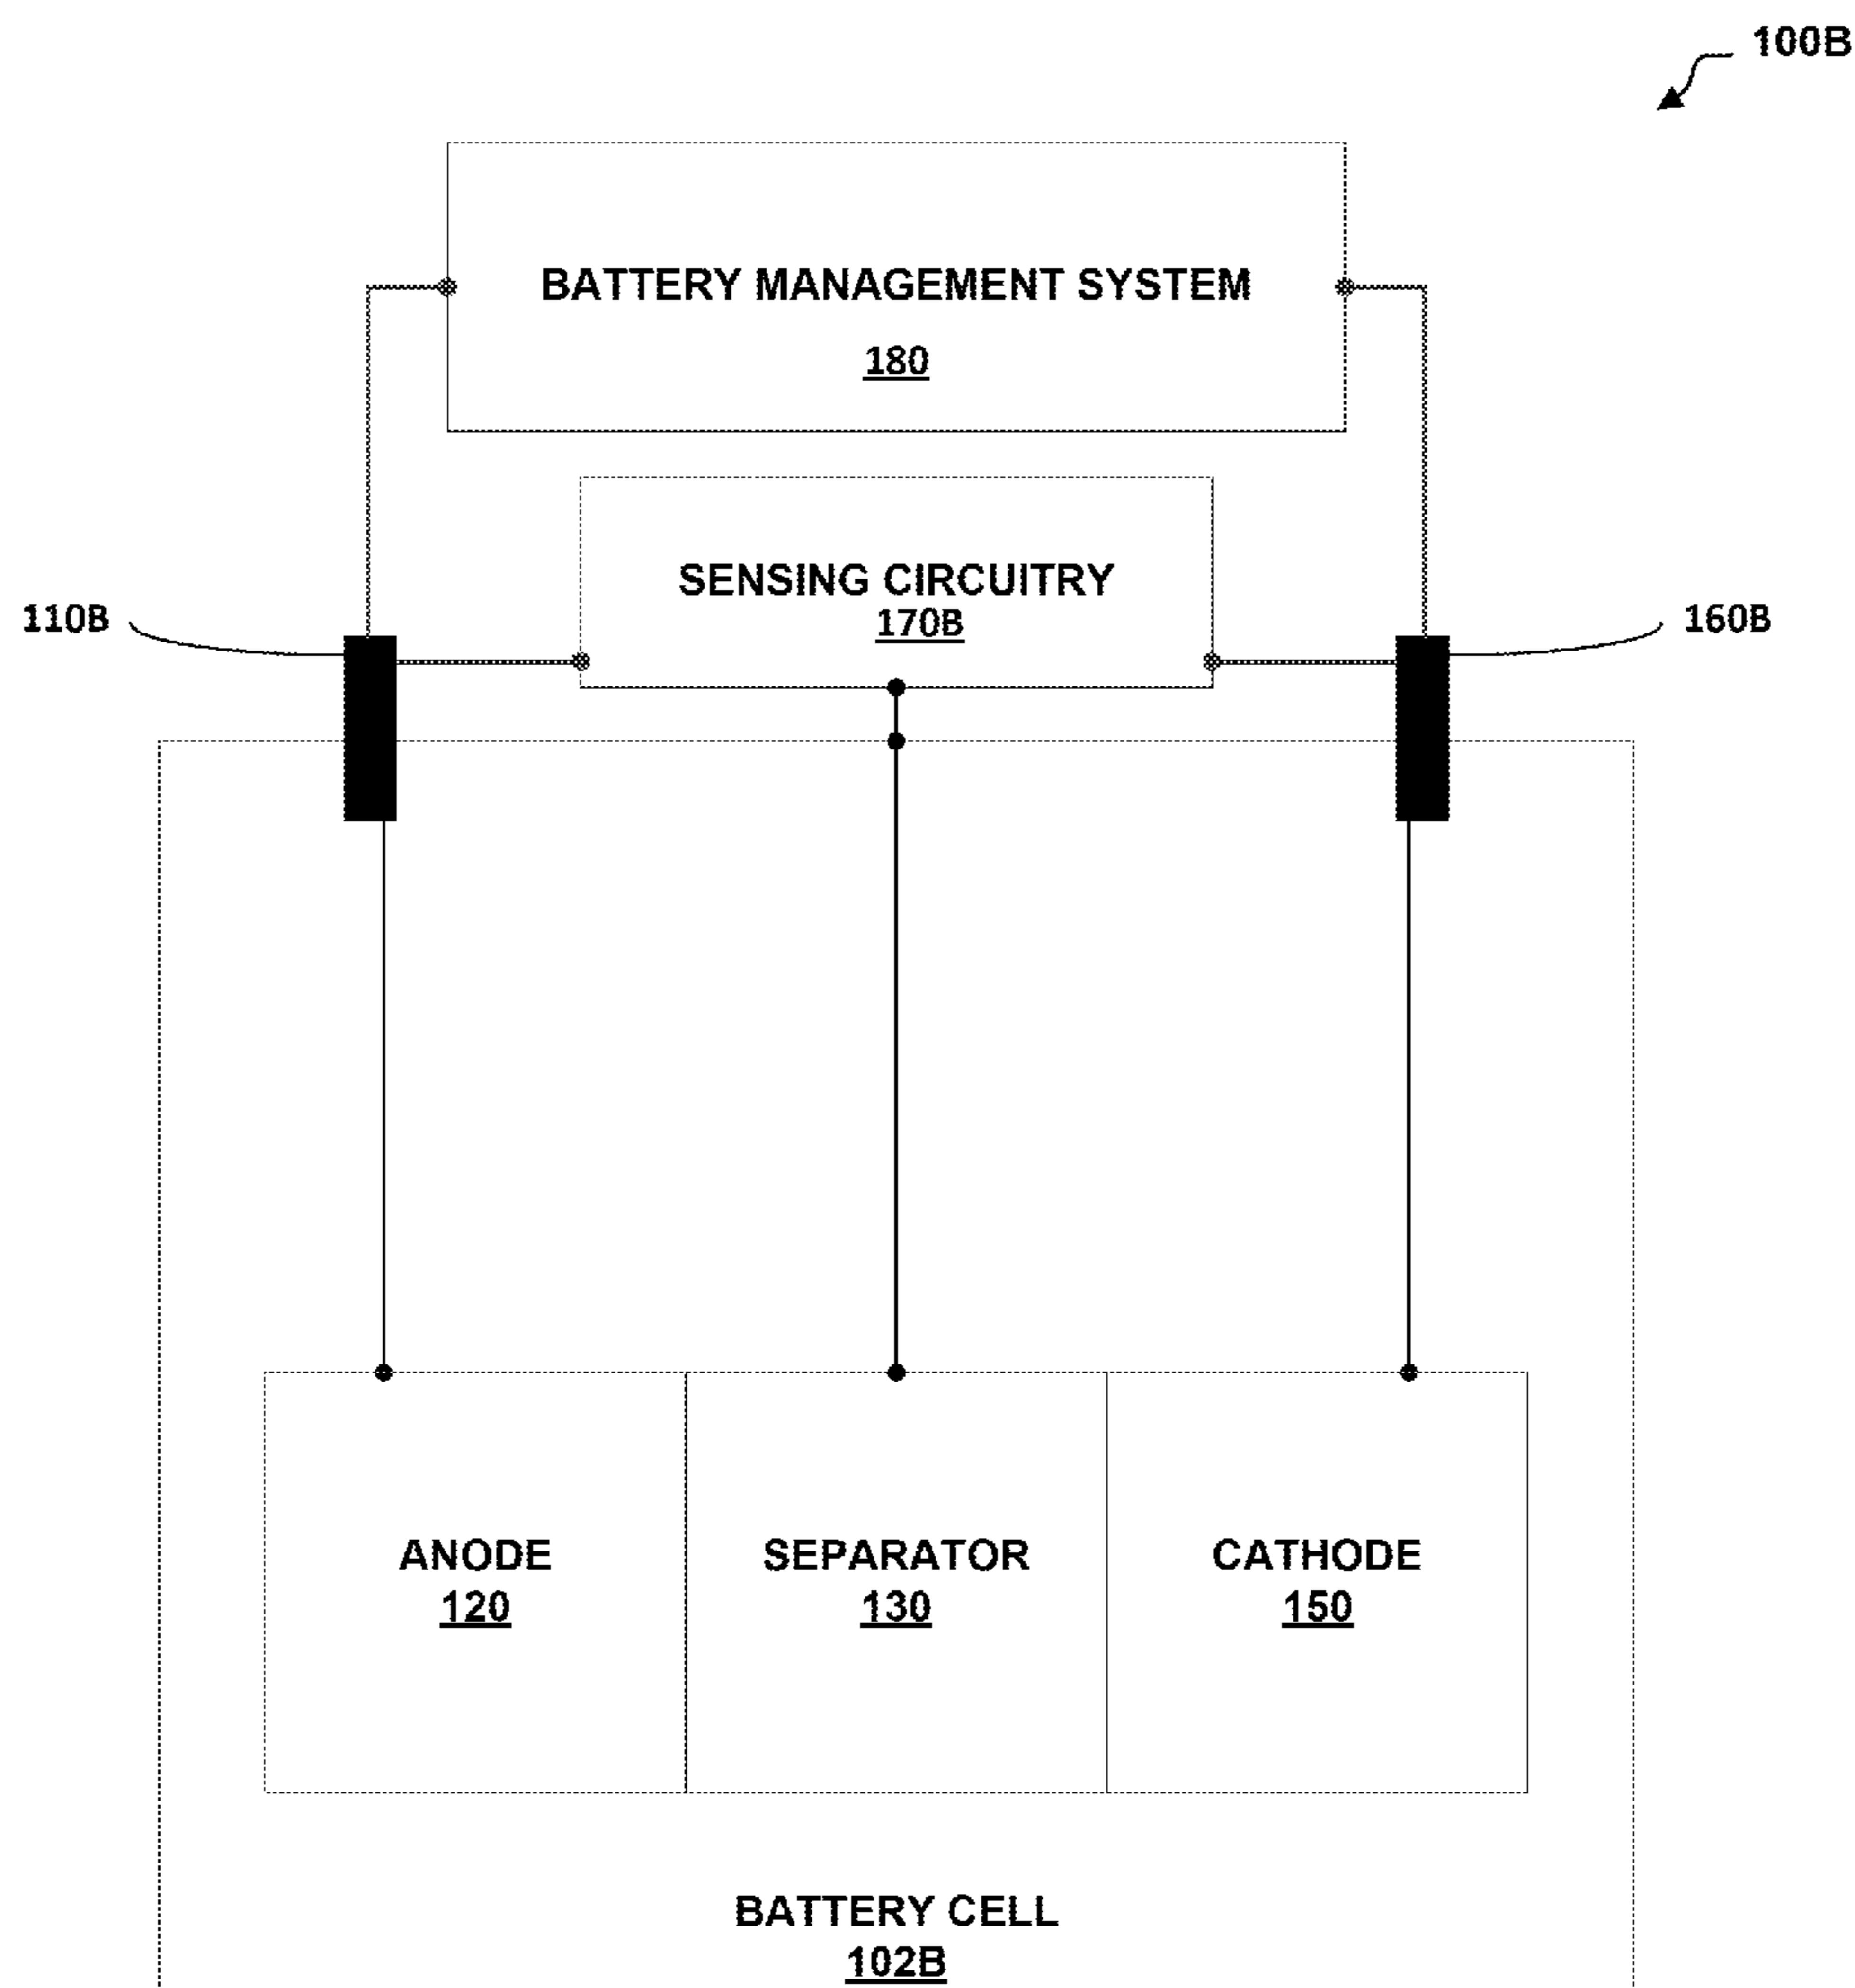 100B
BATTERY MANAGEMENT SYSTEM
180
SENSING CIRCUITRY
170B
110B
160B
ANODE
120
SEPARATOR
130
CATHODE
150
BATTERY CELL
102B